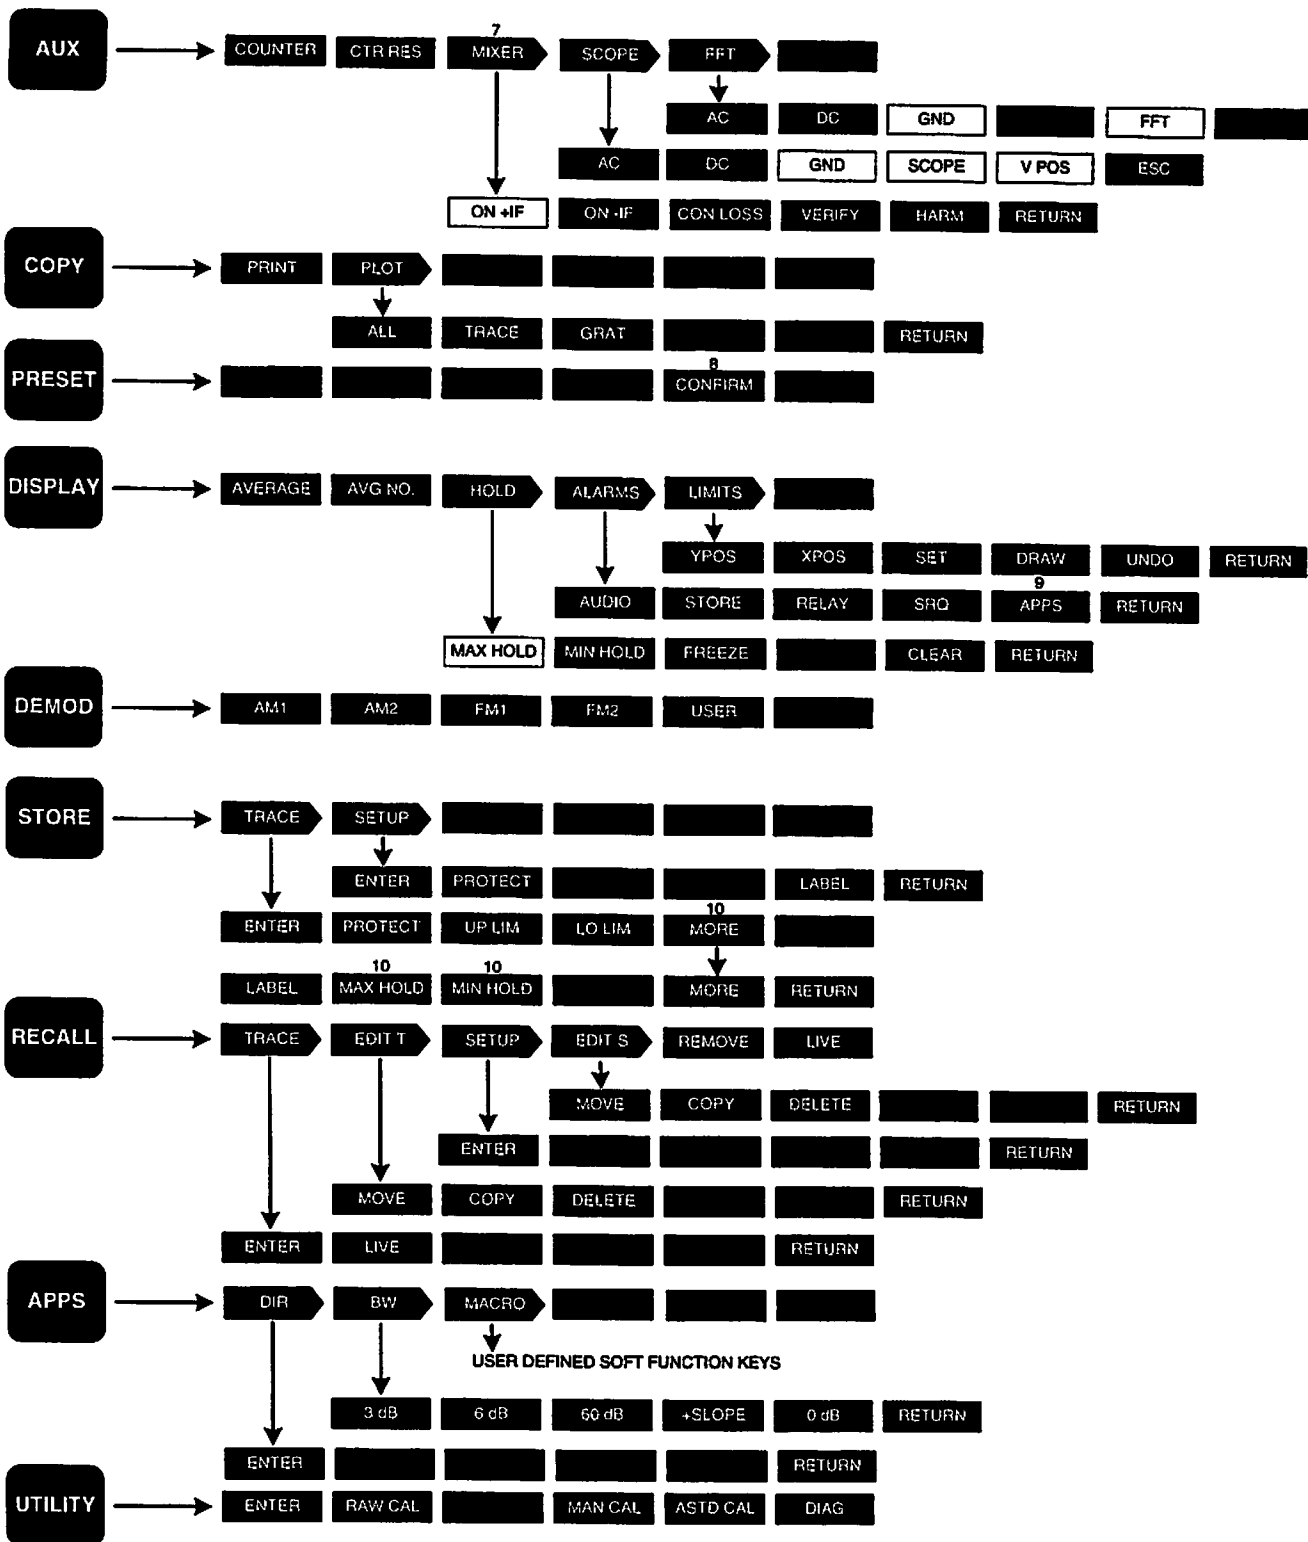 7
AUX COUNTER CTR RES MIXER SCOPE FFT
AC DC GND FFT
AC DC GND SCOPE V POS ESC
ON +IF ON -IF CON LOSS VERIFY HARM RETURN
COPY PRINT PLOT
ALL TRACE GRAT RETURN
8
PRESET CONFIRM
DISPLAY AVERAGE AVG NO. HOLD ALARMS LIMITS
YPOS XPOS SET DRAW UNDO RETURN
9
AUDIO STORE RELAY SRQ APPS RETURN
MAX HOLD MIN HOLD FREEZE CLEAR RETURN
DEMOD AM1 AM2 FM1 FM2 USER
STORE TRACE SETUP
ENTER PROTECT LABEL RETURN
10
ENTER PROTECT UP LIM LO LIM MORE
10 10
LABEL MAX HOLD MIN HOLD MORE RETURN
RECALL TRACE EDIT T SETUP EDIT S REMOVE LIVE
MOVE COPY DELETE RETURN
ENTER RETURN
MOVE COPY DELETE RETURN
ENTER LIVE RETURN
APPS DIR BW MACRO
USER DEFINED SOFT FUNCTION KEYS
3 dB 6 dB 60 dB +SLOPE 0 dB RETURN
ENTER RETURN
UTILITY ENTER RAW CAL MAN CAL ASTD CAL DIAG